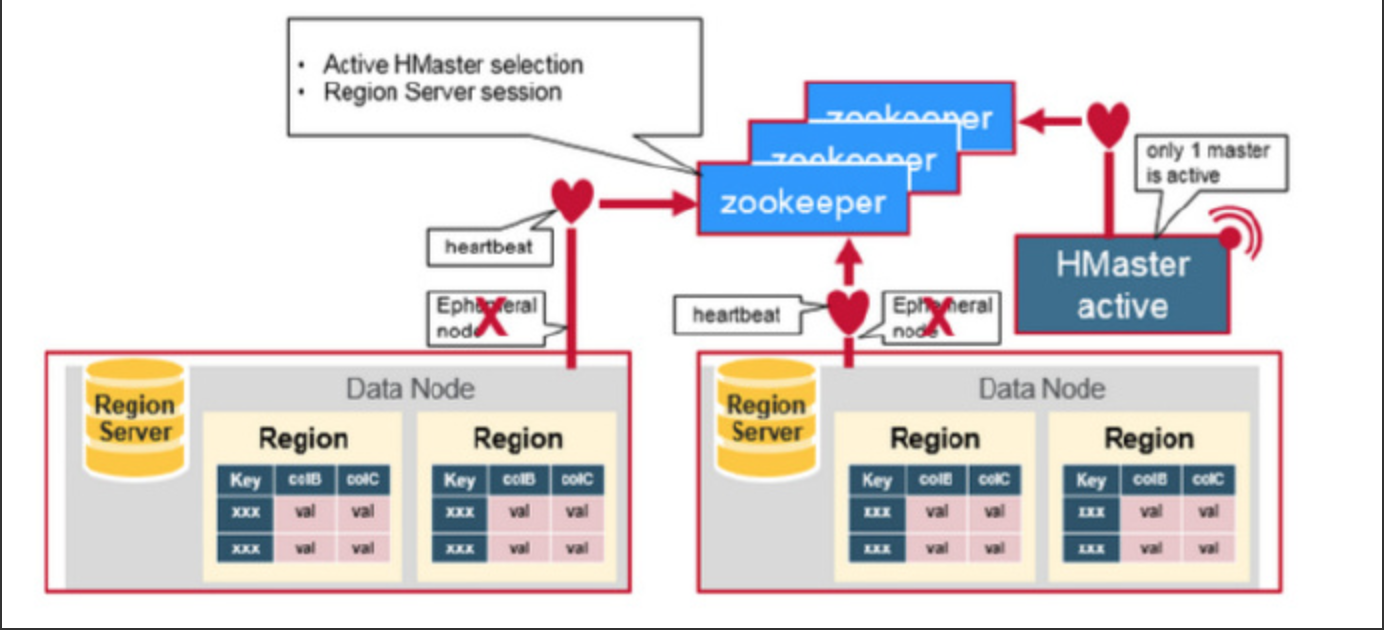 • Active HMaster selection
• Region Server session
zookeeper
zookeeper
zookeeper
only 1 master
is active
HMaster
active
heartbeat
Ephemeral
node
heartbeat
Ephemeral
node
Data Node
Region
Server
Region
Key colB colC
xxx val val
xxx val val
Region
Key colB colC
xxx val val
xxx val val
Data Node
Region
Server
Region
Key colB colC
xxx val val
xxx val val
Region
Key colB colC
xxx val val
xxx val val